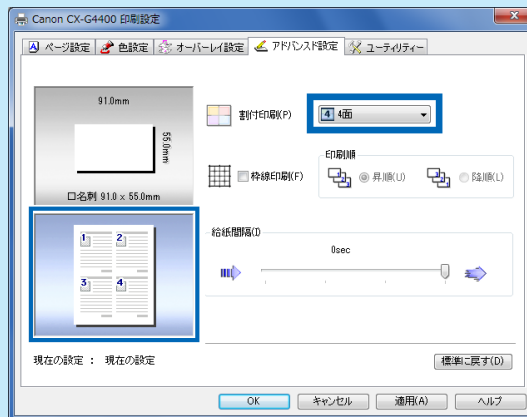 Canon CX-G4400 印刷設定
ページ設定 色設定 オーバーレイ設定 アドバンスド設定 ユーティリティー
91.0mm
55.0mm
□名刺 91.0 x 55.0mm
割付印刷(P)
4 4面
枠線印刷(F)
印刷順
昇順(U)
降順(L)
1 2
3 4
給紙間隔(I)
0sec
現在の設定 : 現在の設定
標準に戻す(D)
OK キャンセル 適用(A) ヘルプ